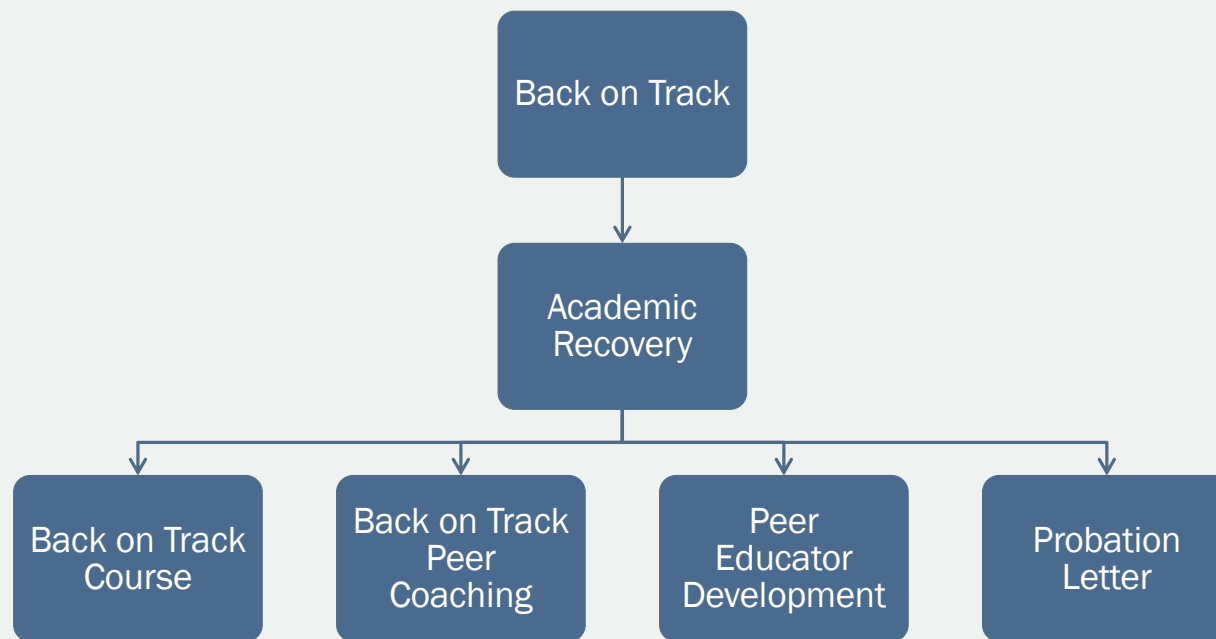 Back on Track
Academic
Recovery
Back on Track
Course
Back on Track
Peer
Coaching
Peer
Educator
Development
Probation
Letter